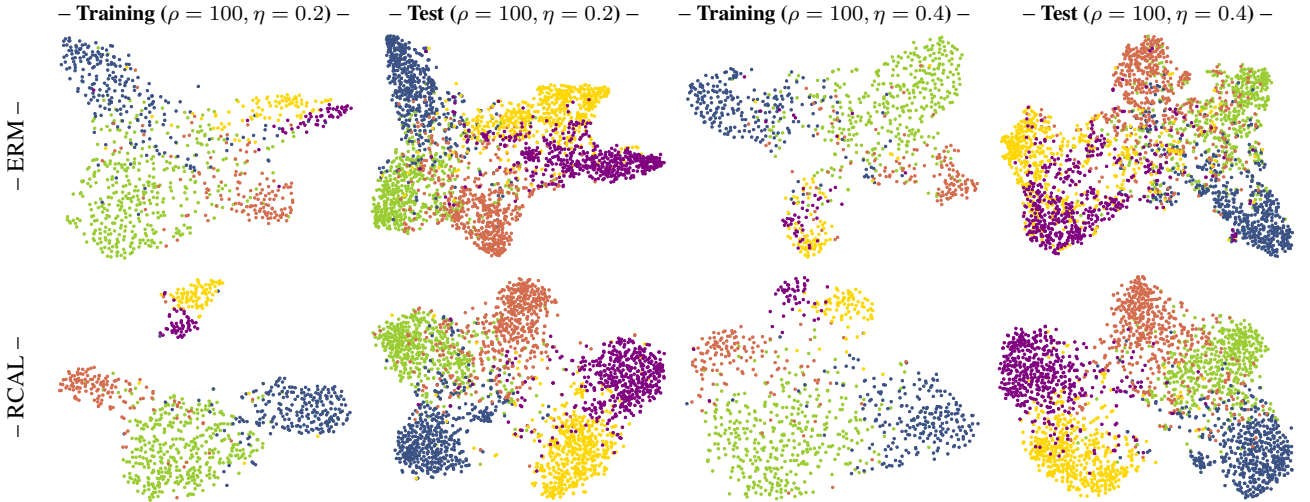 – Training (ρ = 100, η = 0.2) –
– Test (ρ = 100, η = 0.2) –
– Training (ρ = 100, η = 0.4) –
– Test (ρ = 100, η = 0.4) –
– ERM –
– RCAL –